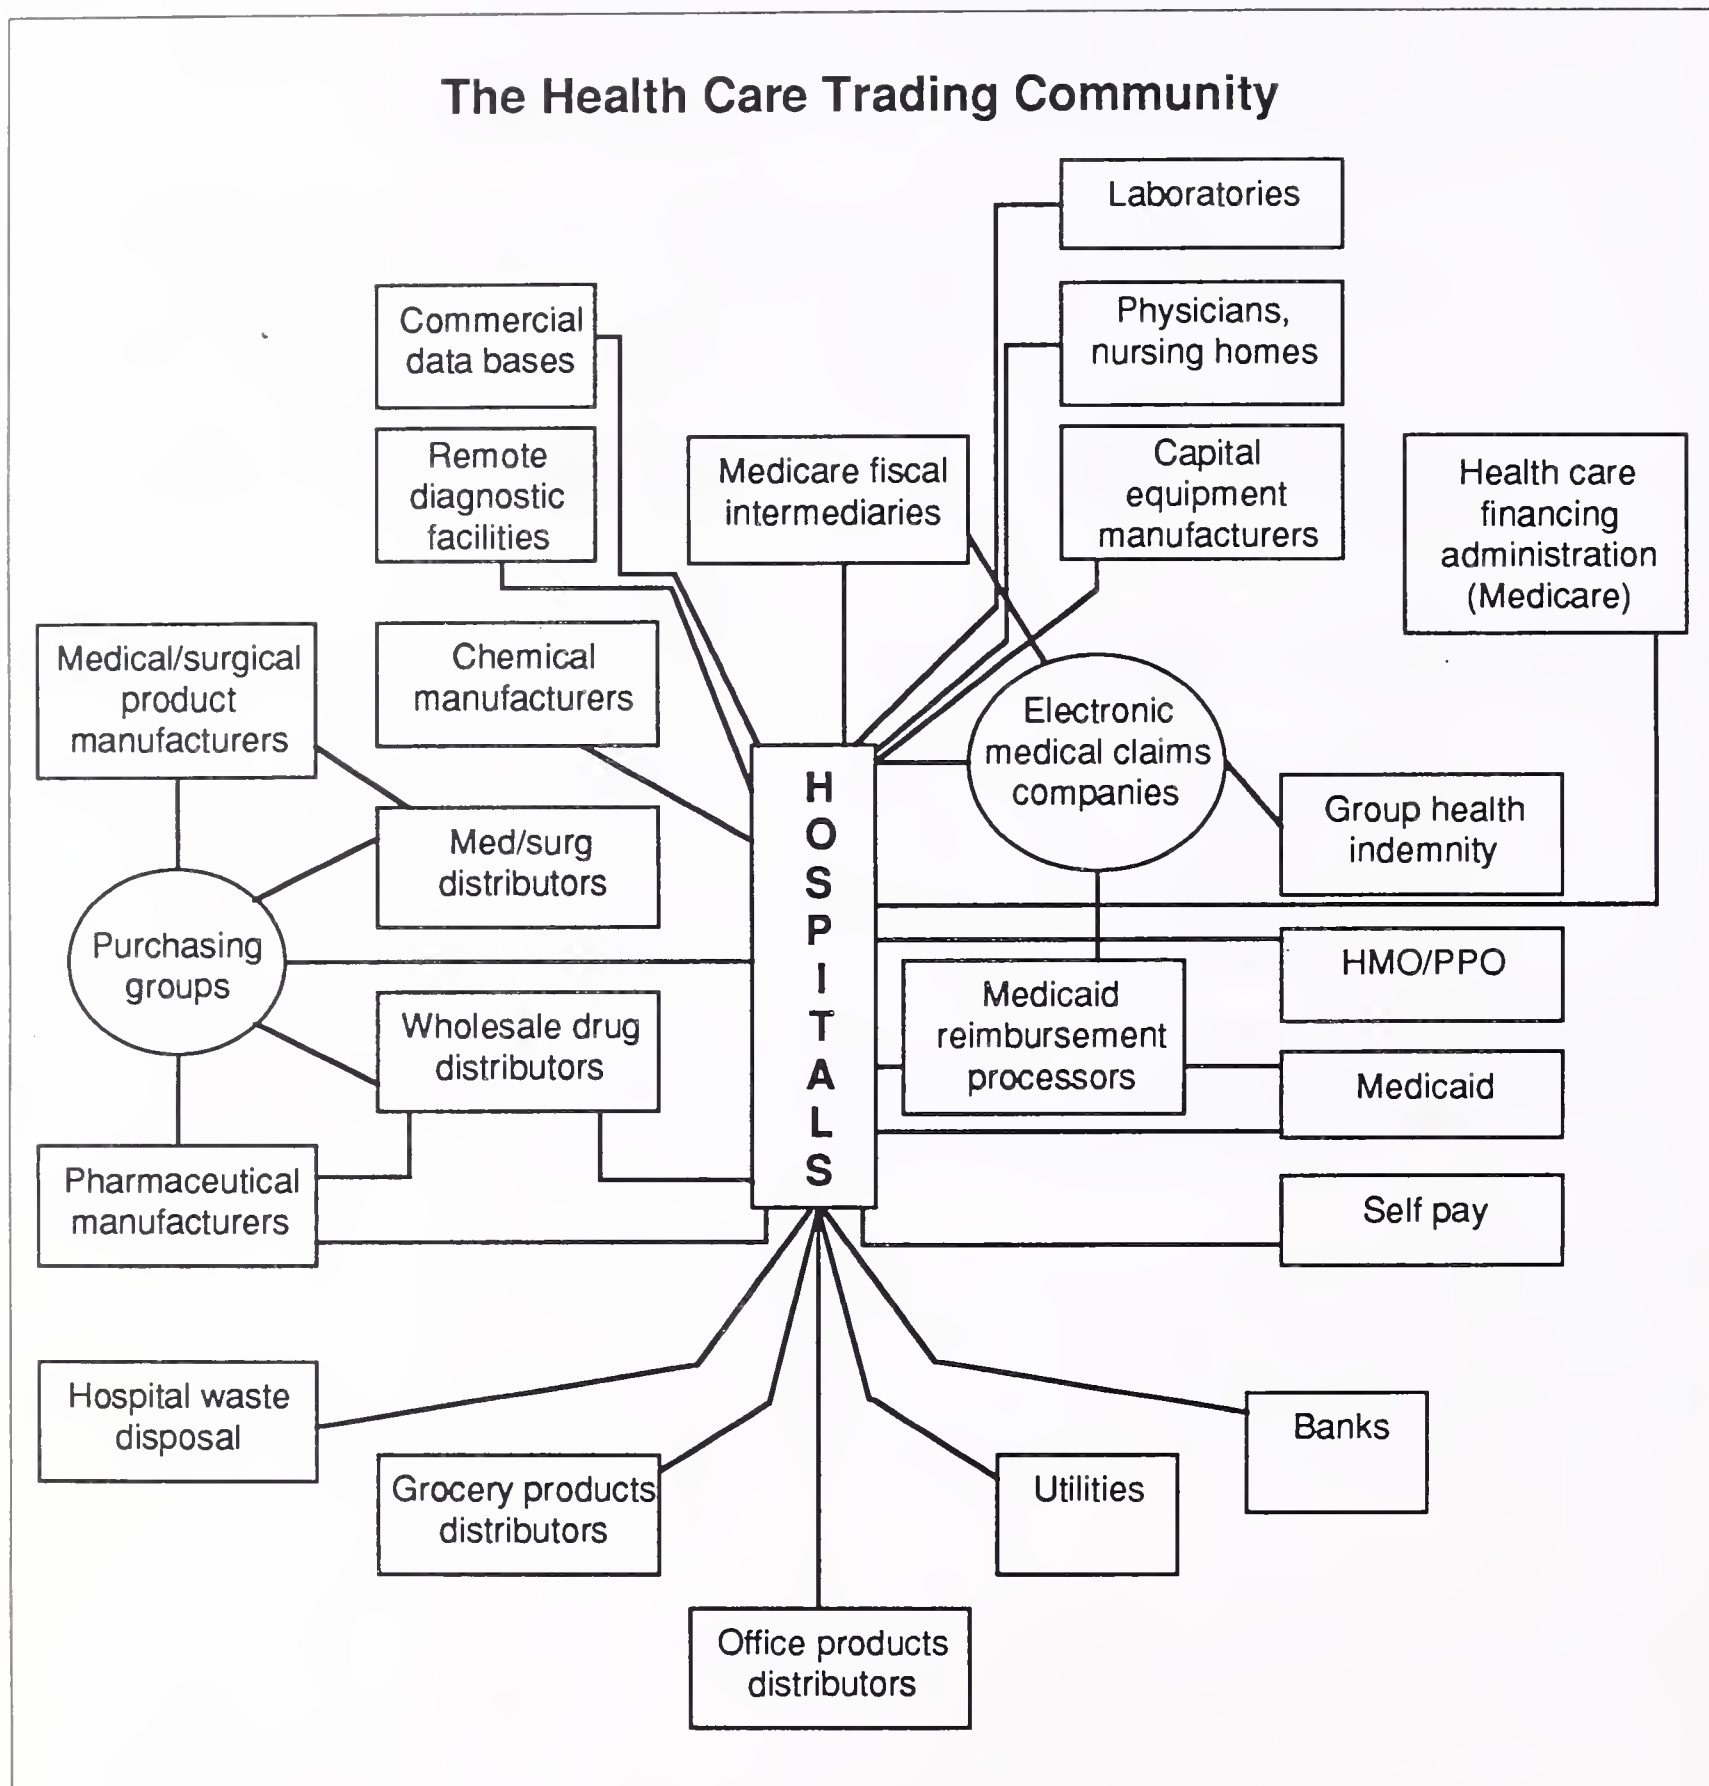 The Health Care Trading Community
Laboratories
Commercial
data bases
Physicians,
nursing homes
Remote
diagnostic
facilities
Medicare fiscal
intermediaries
Capital
equipment
manufacturers
Health care
financing
administration
(Medicare)
Medical/surgical
product
manufacturers
Chemical
manufacturers
Electronic
medical claims
companies
H
O
S
P
I
T
A
L
S
Group health
indemnity
Med/surg
distributors
Purchasing
groups
HMO/PPO
Wholesale drug
distributors
Medicaid
reimbursement
processors
Medicaid
Pharmaceutical
manufacturers
Self pay
Hospital waste
disposal
Banks
Grocery products
distributors
Utilities
Office products
distributors